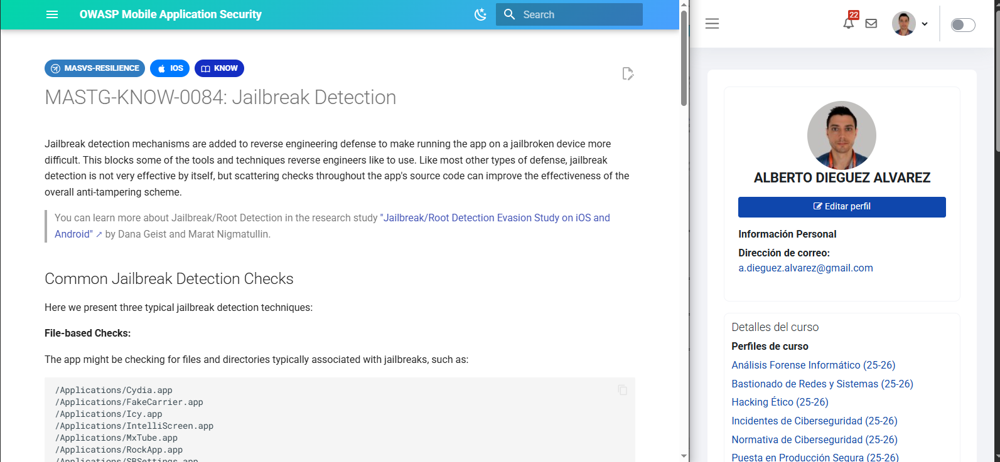 OWASP Mobile Application Security
Search
MASVS-RESILIENCE
IOS
KNOW
MASTG-KNOW-0084: Jailbreak Detection
Jailbreak detection mechanisms are added to reverse engineering defense to make running the app on a jailbroken device more
difficult. This blocks some of the tools and techniques reverse engineers like to use. Like most other types of defense, jailbreak
detection is not very effective by itself, but scattering checks throughout the app's source code can improve the effectiveness of the
overall anti-tampering scheme.
You can learn more about Jailbreak/Root Detection in the research study "Jailbreak/Root Detection Evasion Study on iOS and
Android" ↗ by Dana Geist and Marat Nigmatullin.
Common Jailbreak Detection Checks
Here we present three typical jailbreak detection techniques:
File-based Checks:
The app might be checking for files and directories typically associated with jailbreaks, such as:
/Applications/Cydia.app
/Applications/FakeCarrier.app
/Applications/Icy.app
/Applications/IntelliScreen.app
/Applications/MxTube.app
/Applications/RockApp.app
/Applications/SBSettings.app
22
ALBERTO DIEGUEZ ALVAREZ
Editar perfil
Información Personal
Dirección de correo:
a.dieguez.alvarez@gmail.com
Detalles del curso
Perfiles de curso
Análisis Forense Informático (25-26)
Bastionado de Redes y Sistemas (25-26)
Hacking Ético (25-26)
Incidentes de Ciberseguridad (25-26)
Normativa de Ciberseguridad (25-26)
Puesta en Producción Segura (25-26)